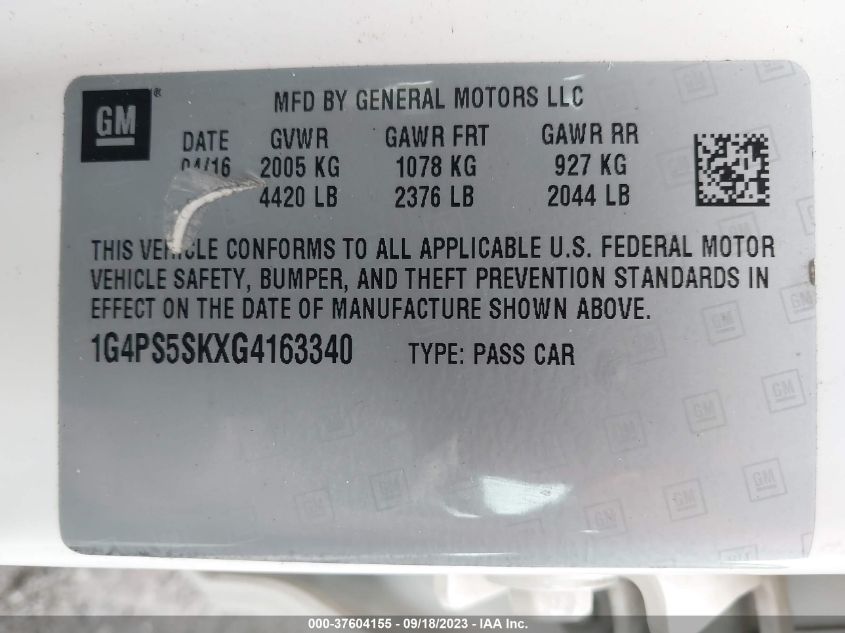 GM ® MFD BY GENERAL MOTORS LLC
DATE GVWR GAWR FRT GAWR RR
04/16 2005 KG 1078 KG 927 KG
4420 LB 2376 LB 2044 LB
THIS VEHICLE CONFORMS TO ALL APPLICABLE U.S. FEDERAL MOTOR
VEHICLE SAFETY, BUMPER, AND THEFT PREVENTION STANDARDS IN
EFFECT ON THE DATE OF MANUFACTURE SHOWN ABOVE.
1G4PS5SKXG4163340 TYPE: PASS CAR
000-37604155 - 09/18/2023 - IAA Inc.